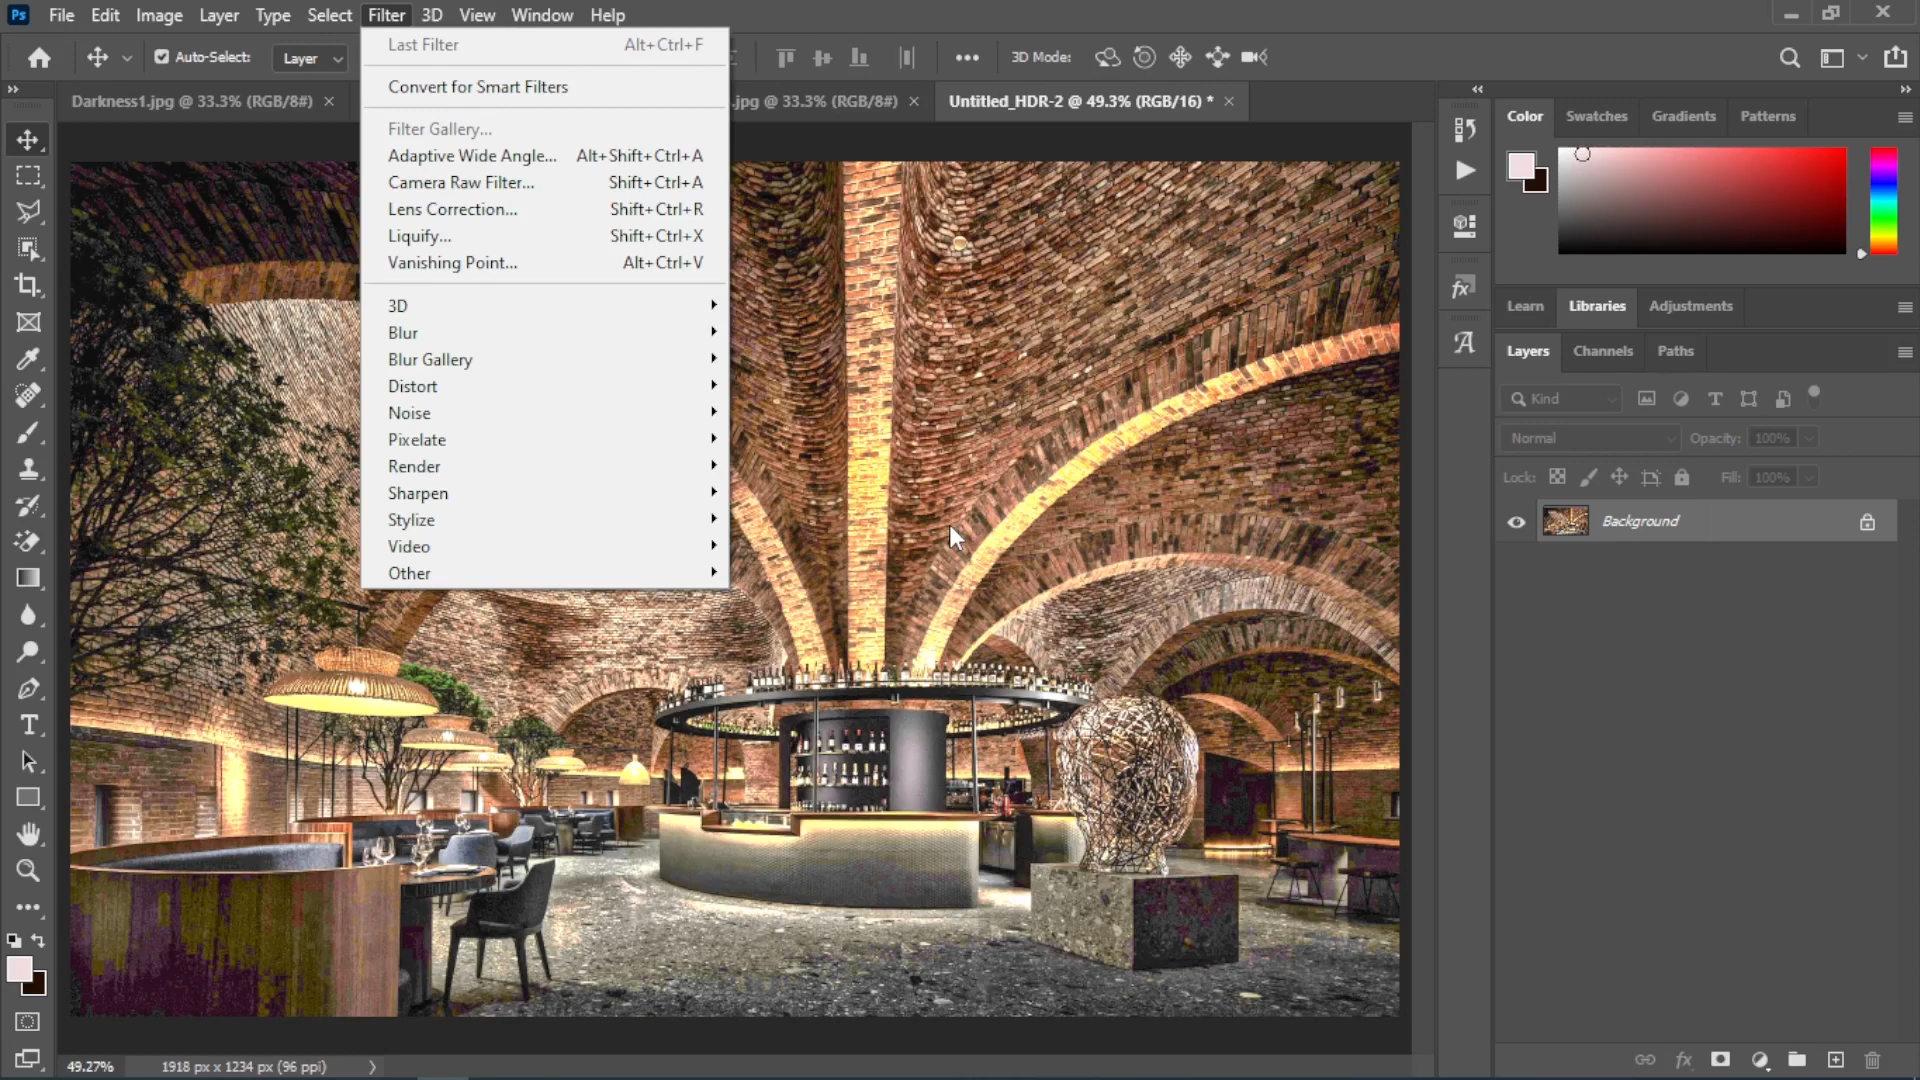 Ps File Edit Image Layer Type Select Filter 3D View Window Help
Auto-Select: Layer 3D Mode:
Darkness1.jpg @ 33.3% (RGB/8#) × .jpg @ 33.3% (RGB/8#) × Untitled_HDR-2 @ 49.3% (RGB/16) * ×
Last Filter Alt+Ctrl+F
Convert for Smart Filters
Filter Gallery...
Adaptive Wide Angle... Alt+Shift+Ctrl+A
Camera Raw Filter... Shift+Ctrl+A
Lens Correction... Shift+Ctrl+R
Liquify... Shift+Ctrl+X
Vanishing Point... Alt+Ctrl+V
3D
Blur
Blur Gallery
Distort
Noise
Pixelate
Render
Sharpen
Stylize
Video
Other
Color Swatches Gradients Patterns
Learn Libraries Adjustments
Layers Channels Paths
Kind
Normal Opacity: 100%
Lock: Fill: 100%
Background
49.27% 1918 px x 1234 px (96 ppi)